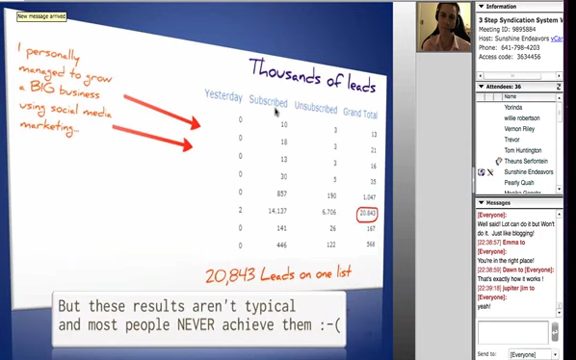 New message arrived
I personally
managed to grow
a BIG business
using social media
marketing...
Thousands of leads
Yesterday Subscribed Unsubscribed Grand Total
0 10 3 13
0 18 3 21
0 13 3 16
0 30 5 35
0 857 190 1,047
2 14,137 6,706 20,843
0 141 26 167
0 446 122 568
20,843 Leads on one list
But these results aren't typical
and most people NEVER achieve them :-(
Information
3 Step Syndication System W
Meeting ID: 9895884
Host: Sunshine Endeavors
Phone: 641-798-4203
Access code: 3634456
Attendees: 36
Name
Yorinda
willie robertson
Vernon Riley
Trevor
Tom Huntington
Theuns Serfontein
Sunshine Endeavors
Pearly Quah
Messages
[Everyone]:
Well said! Lot can do it but Won't
do it. Just like blogging!
[22:38:57] Emma to
[Everyone]:
You're in the right place!
[22:38:59] Dawn to [Everyone]:
That's exactly how it works !
[22:39:18] jupiter jim to
[Everyone]:
yeah!
Send to: [Everyone]